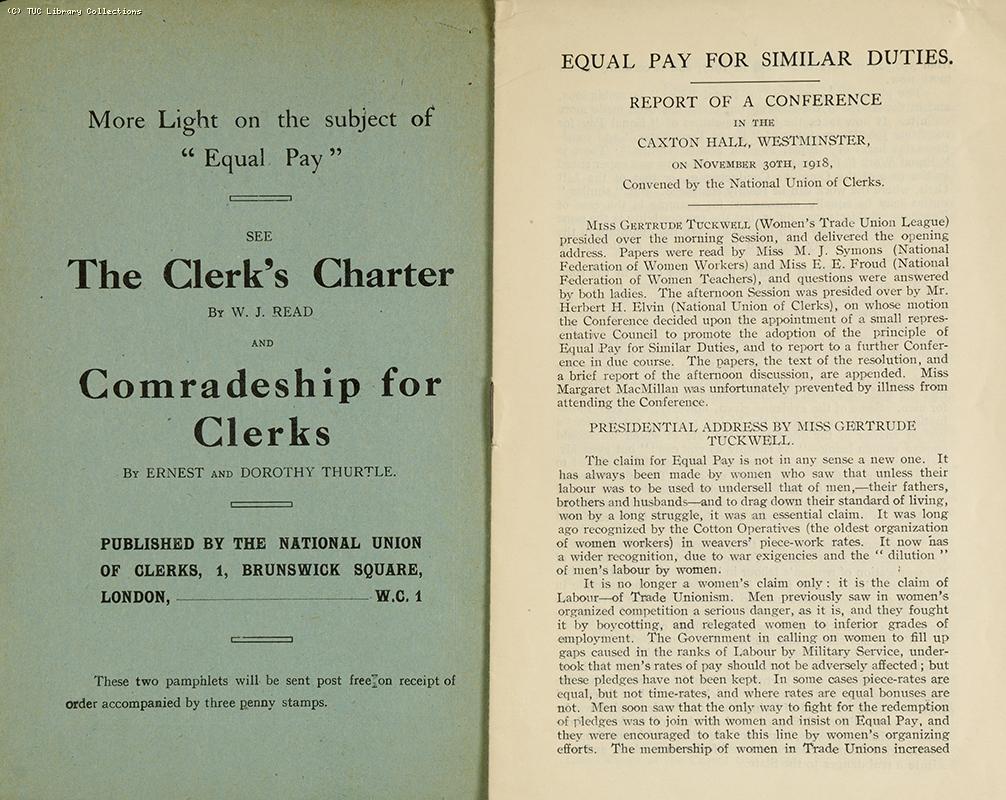 (C) TUC Library Collections
More Light on the subject of
“ Equal Pay ”
SEE
The Clerk’s Charter
By W. J. READ
AND
Comradeship for
Clerks
By ERNEST AND DOROTHY THURTLE.
PUBLISHED BY THE NATIONAL UNION
OF CLERKS, 1, BRUNSWICK SQUARE,
LONDON, W.C. 1
These two pamphlets will be sent post free on receipt of
order accompanied by three penny stamps.
EQUAL PAY FOR SIMILAR DUTIES.
REPORT OF A CONFERENCE
IN THE
CAXTON HALL, WESTMINSTER,
ON NOVEMBER 30TH, 1918,
Convened by the National Union of Clerks.
MISS GERTRUDE TUCKWELL (Women’s Trade Union League)
presided over the morning Session, and delivered the opening
address. Papers were read by Miss M. J. Symons (National
Federation of Women Workers) and Miss E. E. Froud (National
Federation of Women Teachers), and questions were answered
by both ladies. The afternoon Session was presided over by Mr.
Herbert H. Elvin (National Union of Clerks), on whose motion
the Conference decided upon the appointment of a small repres-
entative Council to promote the adoption of the principle of
Equal Pay for Similar Duties, and to report to a further Confer-
ence in due course. The papers, the text of the resolution, and
a brief report of the afternoon discussion, are appended. Miss
Margaret MacMillan was unfortunately prevented by illness from
attending the Conference.
PRESIDENTIAL ADDRESS BY MISS GERTRUDE
TUCKWELL.
The claim for Equal Pay is not in any sense a new one. It
has always been made by women who saw that unless their
labour was to be used to undersell that of men,—their fathers,
brothers and husbands—and to drag down their standard of living,
won by a long struggle, it was an essential claim. It was long
ago recognized by the Cotton Operatives (the oldest organization
of women workers) in weavers’ piece-work rates. It now has
a wider recognition, due to war exigencies and the “ dilution ”
of men’s labour by women.
It is no longer a women’s claim only : it is the claim of
Labour—of Trade Unionism. Men previously saw in women’s
organized competition a serious danger, as it is, and they fought
it by boycotting, and relegated women to inferior grades of
employment. The Government in calling on women to fill up
gaps caused in the ranks of Labour by Military Service, under-
took that men’s rates of pay should not be adversely affected ; but
these pledges have not been kept. In some cases piece-rates are
equal, but not time-rates, and where rates are equal bonuses are
not. Men soon saw that the only way to fight for the redemption
of pledges was to join with women and insist on Equal Pay, and
they were encouraged to take this line by women’s organizing
efforts. The membership of women in Trade Unions increased